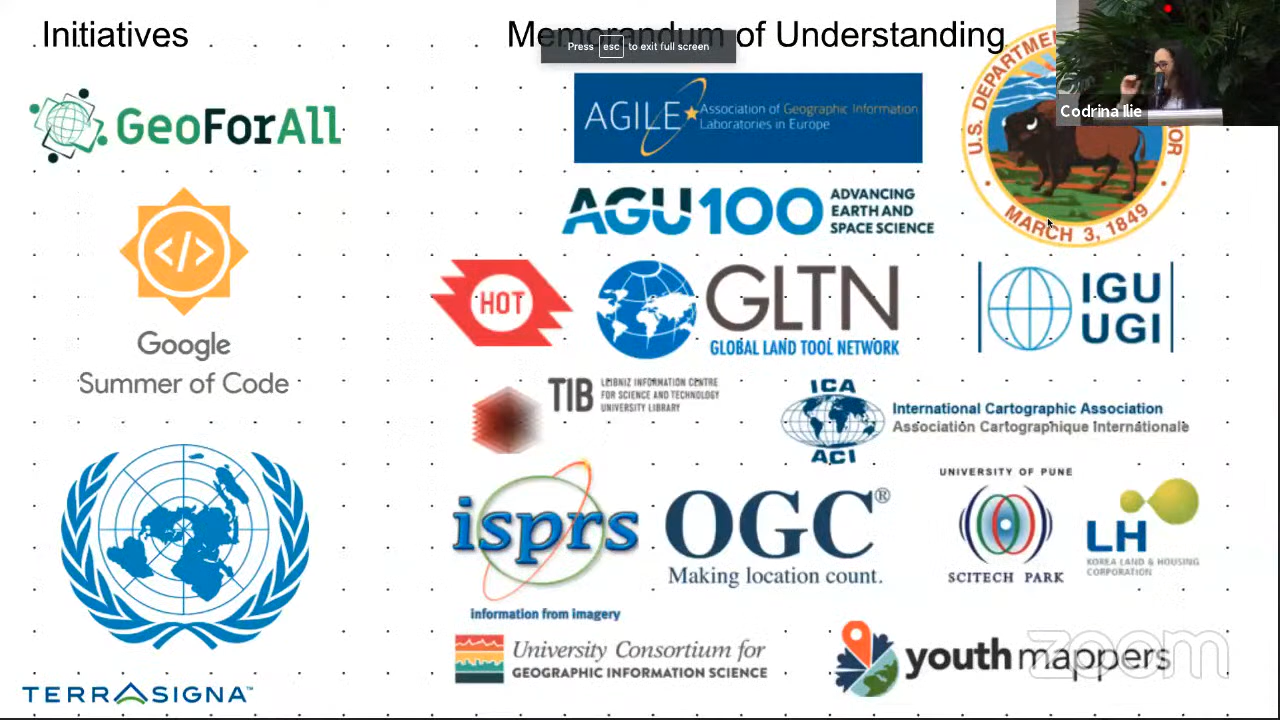 Initiatives
Memorandum of Understanding
Press esc to exit full screen
Codrina Ilie
GeoForAll
Google
Summer of Code
TERRASIGNA™
AGILE Association of Geographic Information
Laboratories in Europe
U.S. DEPARTME
OR
MARCH 3, 1849
AGU100 ADVANCING
EARTH AND
SPACE SCIENCE
HOT
GLTN
GLOBAL LAND TOOL NETWORK
IGU
UGI
TIB LEIBNIZ INFORMATION CENTRE
FOR SCIENCE AND TECHNOLOGY
UNIVERSITY LIBRARY
ICA
ACI
International Cartographic Association
Association Cartographique Internationale
isprs
information from imagery
OGC®
Making location count.
UNIVERSITY OF PUNE
SCITECH PARK
LH
KOREA LAND & HOUSING
CORPORATION
University Consortium for
GEOGRAPHIC INFORMATION SCIENCE
youthmappers
zoom